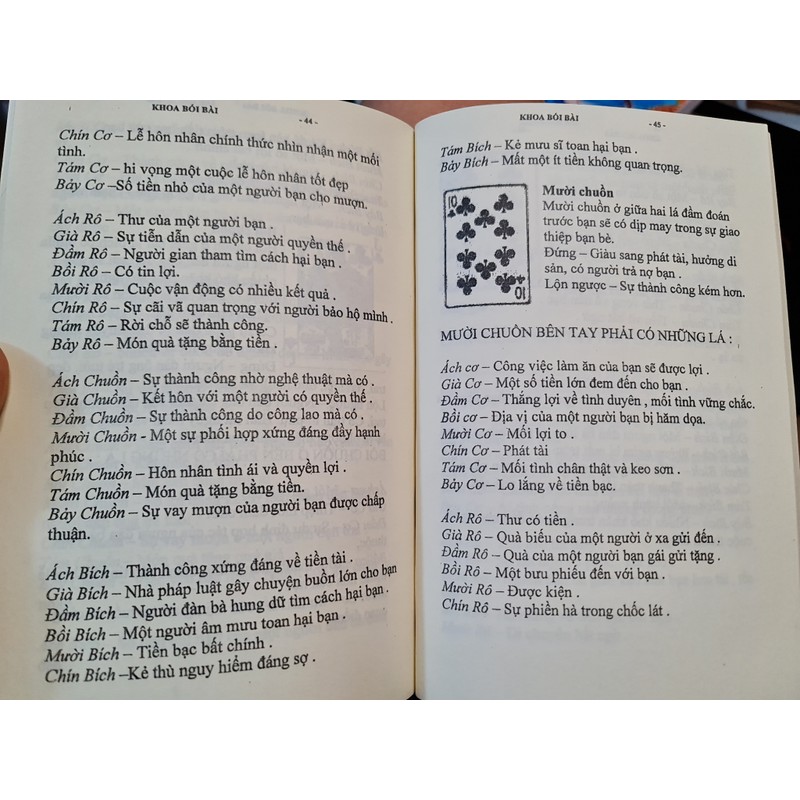 KHOA BÓI BÀI
- 44 -
Chín Cơ – Lễ hôn nhân chính thức nhìn nhận một mối
tình.
Tám Cơ – hi vọng một cuộc lễ hôn nhân tốt đẹp
Bảy Cơ –Số tiền nhỏ của một người bạn cho mượn.
Ách Rô – Thư của một người bạn .
Già Rô – Sự tiễn dẫn của một người quyền thế .
Đầm Rô – Người gian tham tìm cách hại bạn .
Bồi Rô – Có tin lợi.
Mười Rô – Cuộc vận động có nhiều kết quả .
Chín Rô – Sự cãi vã quan trọng với người bảo hộ mình .
Tám Rô – Rời chỗ sẽ thành công.
Bảy Rô – Món quà tặng bằng tiền .
Ách Chuồn – Sự thành công nhờ nghệ thuật mà có .
Già Chuồn – Kết hôn với một người có quyền thế .
Đầm Chuồn – Sự thành công do công lao mà có .
Mười Chuồn – Một sự phối hợp xứng đáng đầy hạnh
phúc .
Chín Chuồn – Hôn nhân tình ái và quyền lợi .
Tám Chuồn – Món quà tặng bằng tiền.
Bảy Chuồn – Sự vay mượn của người bạn được chấp
thuận.
Ách Bích – Thành công xứng đáng về tiền tài .
Già Bích – Nhà pháp luật gây chuyện buồn lớn cho bạn
Đầm Bích – Người đàn bà hung dữ tìm cách hại bạn .
Bồi Bích – Một người âm mưu toan hại bạn .
Mười Bích – Tiền bạc bất chính .
Chín Bích –Kẻ thù nguy hiểm đáng sợ .
KHOA BÓI BÀI
- 45 -
Tám Bích – Kẻ mưu sĩ toan hại bạn .
Bảy Bích – Mất một ít tiền không quan trọng.
10
10
Mười chuồn
Mười chuồn ở giữa hai lá đầm đoán
trước bạn sẽ có dịp may trong sự giao
thiệp bạn bè.
Đứng – Giàu sang phát tài, hưởng di
sản, có người trả nợ bạn .
Lộn ngược – Sự thành công kém hơn.
MƯỜI CHUỒN BÊN TAY PHẢI CÓ NHỮNG LÁ :
Ách cơ – Công việc làm ăn của bạn sẽ được lợi .
Già Cơ – Một số tiền lớn đem đến cho bạn .
Đầm Cơ – Thắng lợi về tình duyên , mối tình vững chắc.
Bồi cơ – Địa vị của một người bạn bị hăm dọa.
Mười Cơ – Mối lợi to .
Chín Cơ – Phát tài
Tám Cơ – Mối tình chân thật và keo sơn .
Bảy Cơ – Lo lắng về tiền bạc.
Ách Rô – Thư có tiền .
Già Rô – Quà biếu của một người ở xa gửi đến .
Đầm Rô – Quà của một người bạn gái gửi tặng .
Bồi Rô – Một bưu phiếu đến với bạn .
Mười Rô – Được kiện .
Chín Rô – Sự phiền hà trong chốc lát .